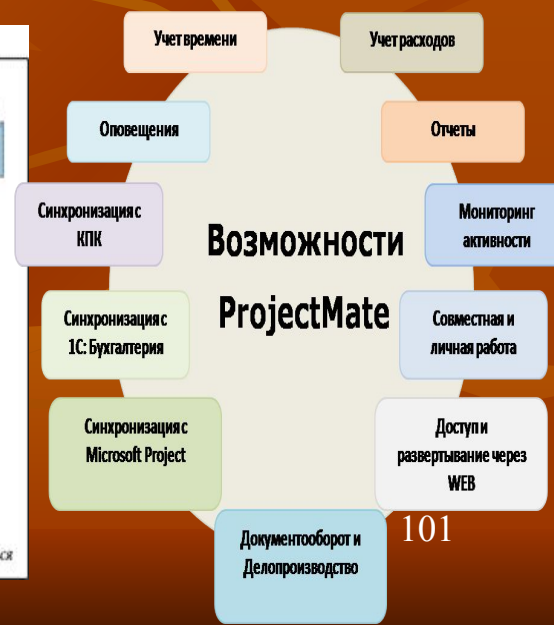 Учет времени
Учет расходов
Оповещения
Отчеты
Синхронизация с
КПК
Мониторинг
активности
Возможности
ProjectMate
Синхронизация с
1С: Бухгалтерия
Совместная и
личная работа
Синхронизация с
Microsoft Project
Доступ и
развертывание через
WEB
Документооборот и
Делопроизводство
101
ся